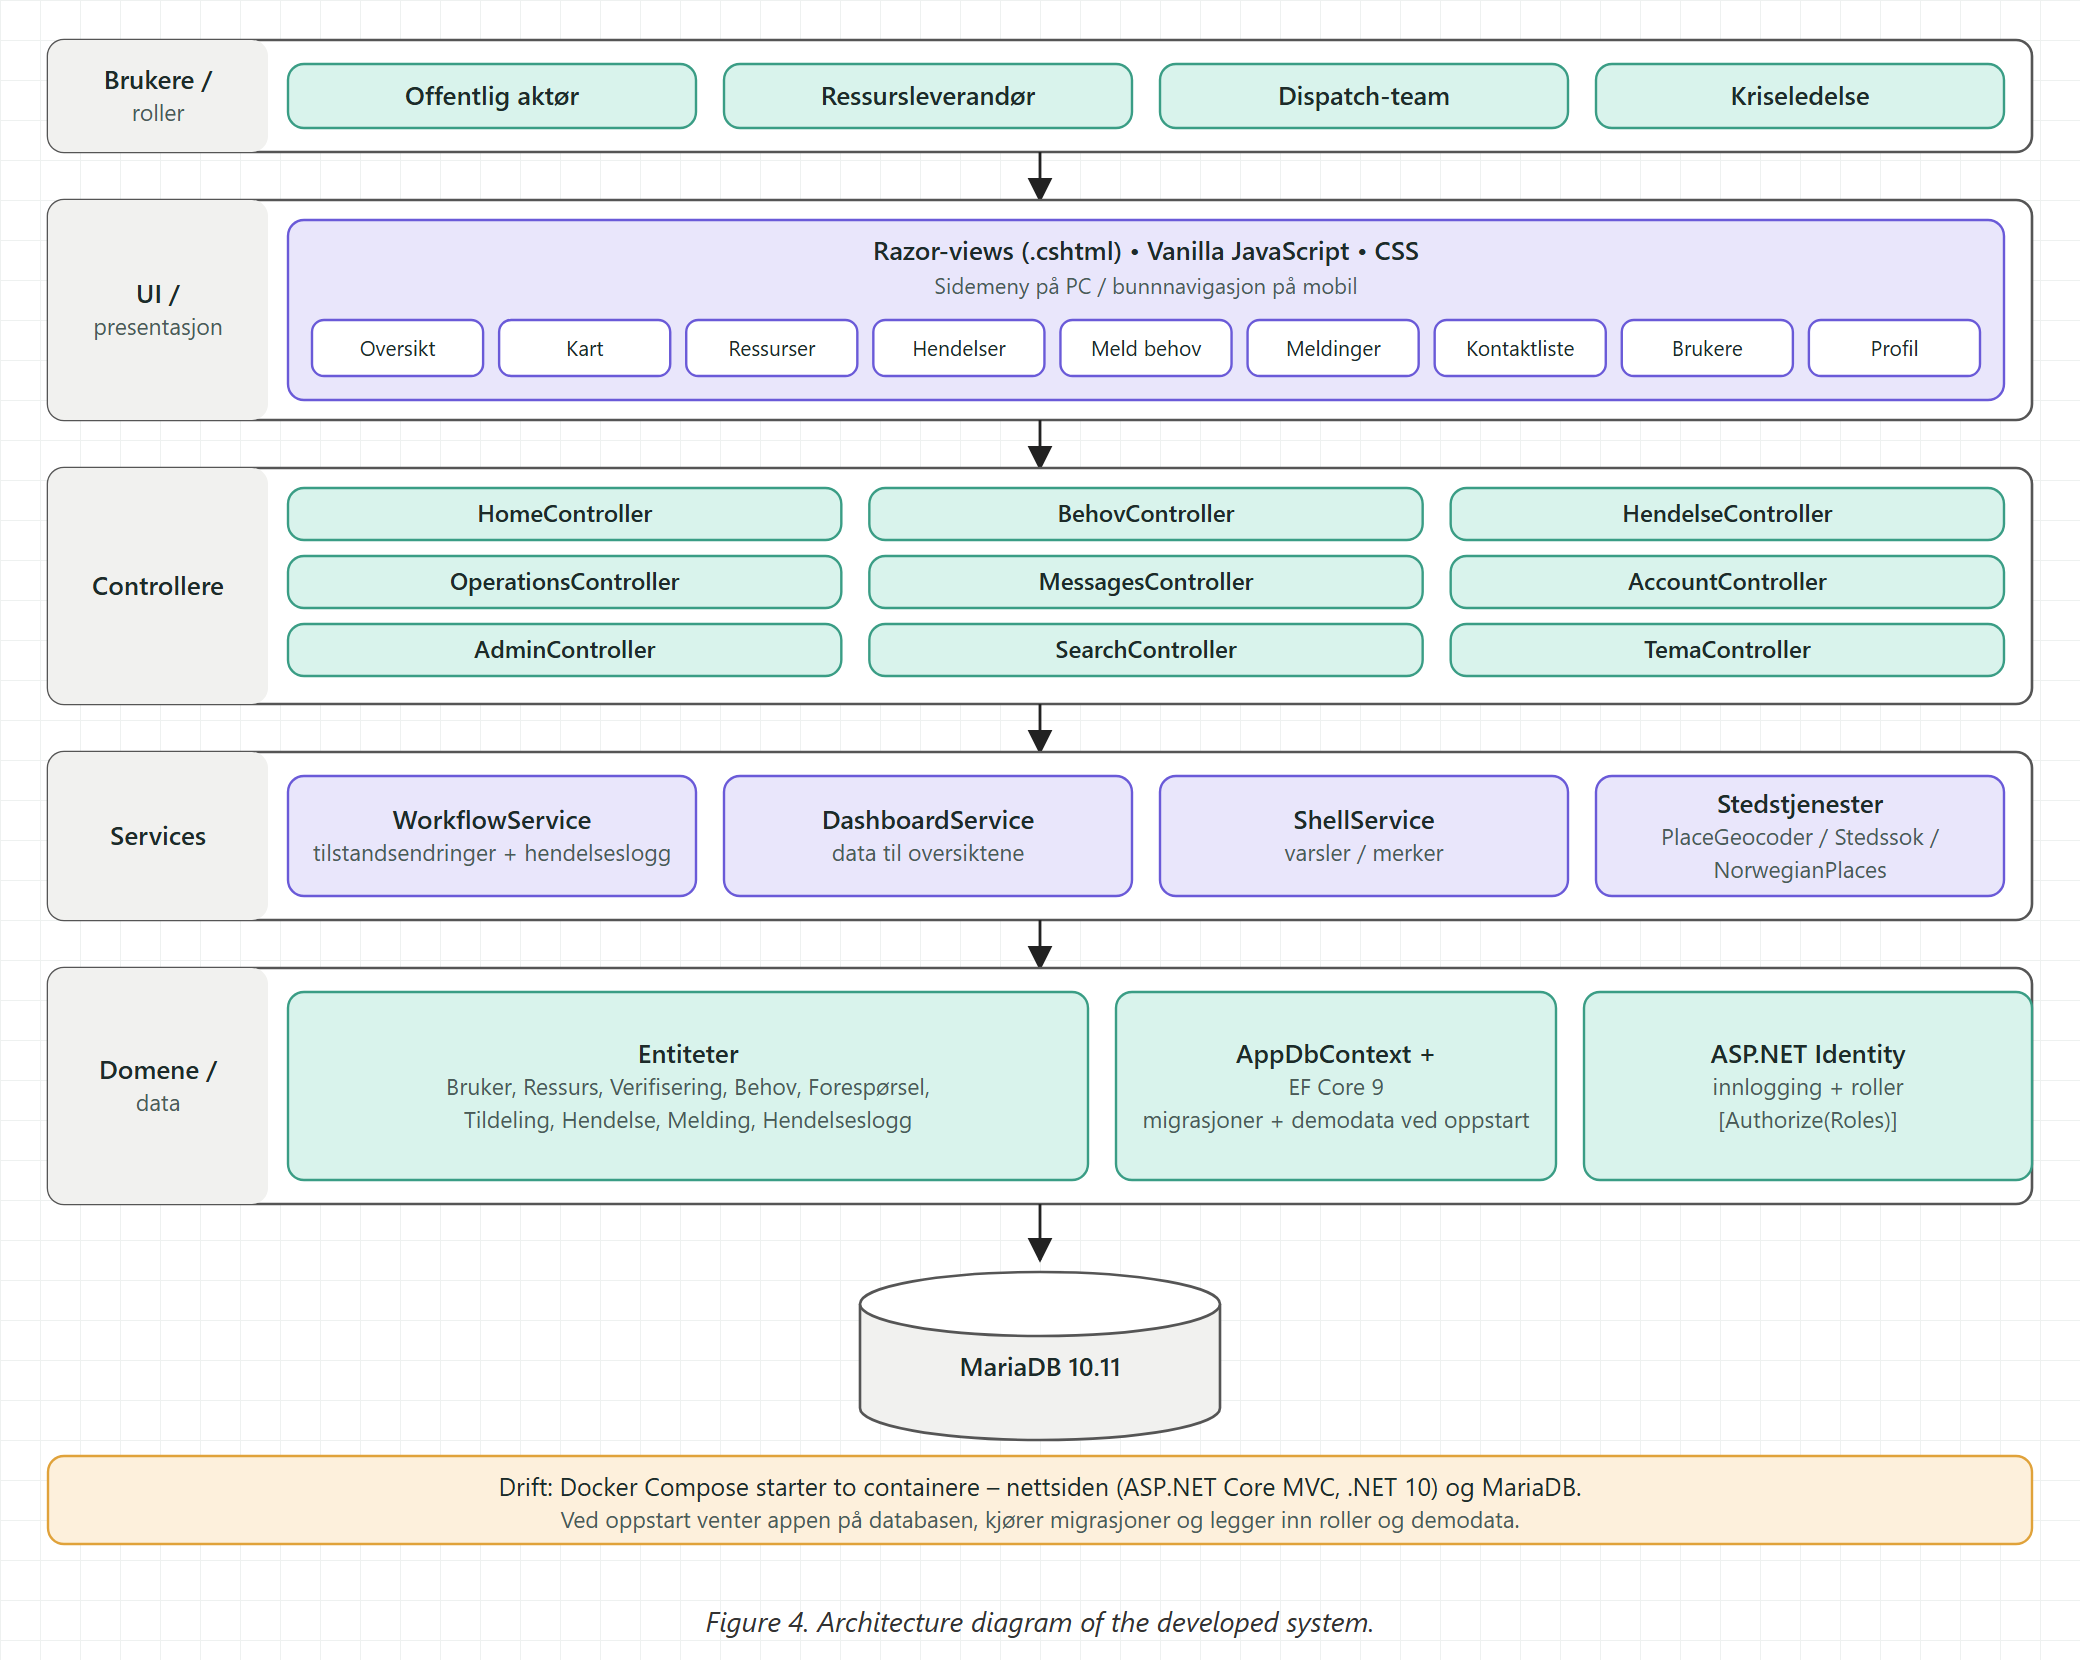 Brukere /
roller
Offentlig aktør
Ressursleverandør
Dispatch-team
Kriseledelse
UI /
presentasjon
Razor-views (.cshtml) • Vanilla JavaScript • CSS
Sidemeny på PC / bunnnavigasjon på mobil
Oversikt
Kart
Ressurser
Hendelser
Meld behov
Meldinger
Kontaktliste
Brukere
Profil
Controllere
HomeController
BehovController
HendelseController
OperationsController
MessagesController
AccountController
AdminController
SearchController
TemaController
Services
WorkflowService
tilstandsendringer + hendelseslogg
DashboardService
data til oversiktene
ShellService
varsler / merker
Stedstjenester
PlaceGeocoder / Stedssok /
NorwegianPlaces
Domene /
data
Entiteter
Bruker, Ressurs, Verifisering, Behov, Forespørsel,
Tildeling, Hendelse, Melding, Hendelseslogg
AppDbContext +
EF Core 9
migrasjoner + demodata ved oppstart
ASP.NET Identity
innlogging + roller
[Authorize(Roles)]
MariaDB 10.11
Drift: Docker Compose starter to containere – nettsiden (ASP.NET Core MVC, .NET 10) og MariaDB.
Ved oppstart venter appen på databasen, kjører migrasjoner og legger inn roller og demodata.
Figure 4. Architecture diagram of the developed system.